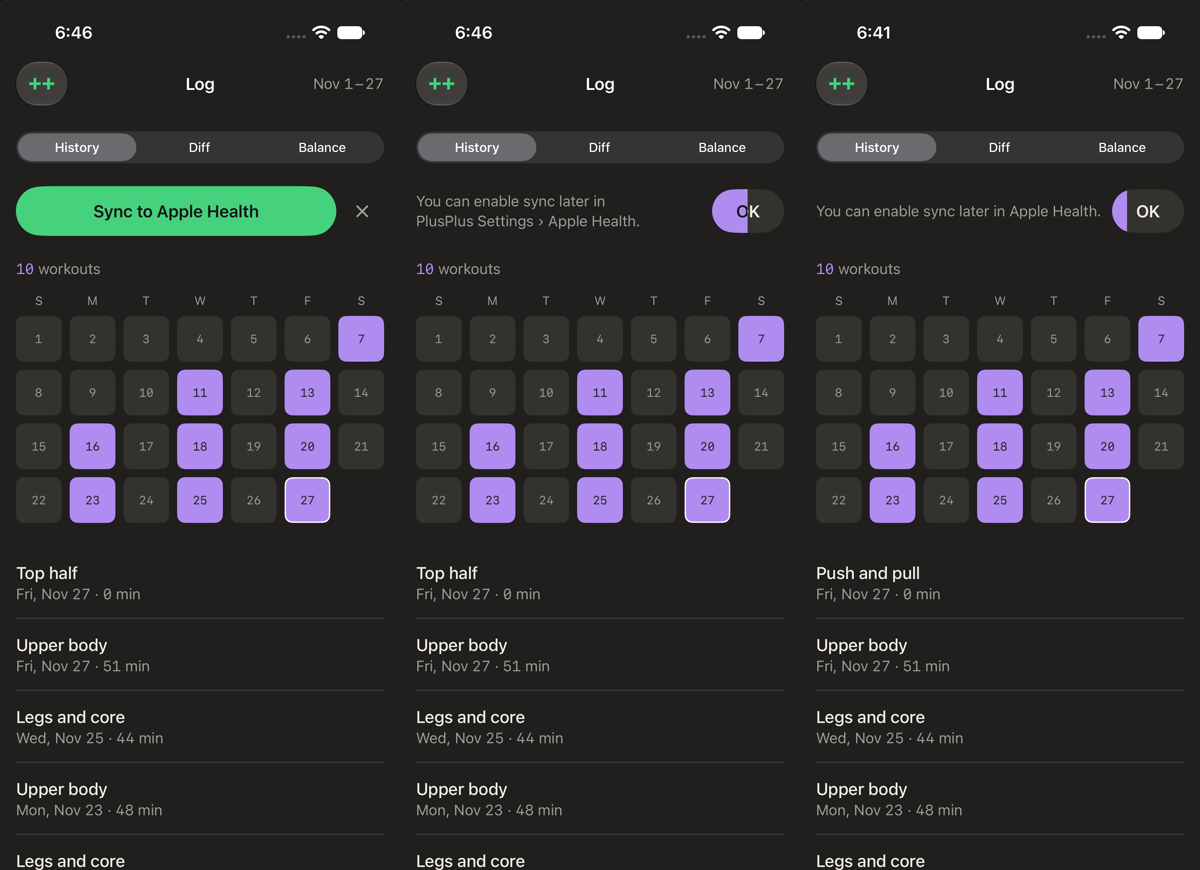 6:46
++ Log Nov 1–27
History Diff Balance
Sync to Apple Health ×
10 workouts
S M T W T F S
1 2 3 4 5 6 7
8 9 10 11 12 13 14
15 16 17 18 19 20 21
22 23 24 25 26 27
Top half
Fri, Nov 27 · 0 min
Upper body
Fri, Nov 27 · 51 min
Legs and core
Wed, Nov 25 · 44 min
Upper body
Mon, Nov 23 · 48 min
Legs and core
6:46
++ Log Nov 1–27
History Diff Balance
You can enable sync later in
PlusPlus Settings › Apple Health.
OK
10 workouts
S M T W T F S
1 2 3 4 5 6 7
8 9 10 11 12 13 14
15 16 17 18 19 20 21
22 23 24 25 26 27
Top half
Fri, Nov 27 · 0 min
Upper body
Fri, Nov 27 · 51 min
Legs and core
Wed, Nov 25 · 44 min
Upper body
Mon, Nov 23 · 48 min
Legs and core
6:41
++ Log Nov 1–27
History Diff Balance
You can enable sync later in Apple Health. OK
10 workouts
S M T W T F S
1 2 3 4 5 6 7
8 9 10 11 12 13 14
15 16 17 18 19 20 21
22 23 24 25 26 27
Push and pull
Fri, Nov 27 · 0 min
Upper body
Fri, Nov 27 · 51 min
Legs and core
Wed, Nov 25 · 44 min
Upper body
Mon, Nov 23 · 48 min
Legs and core